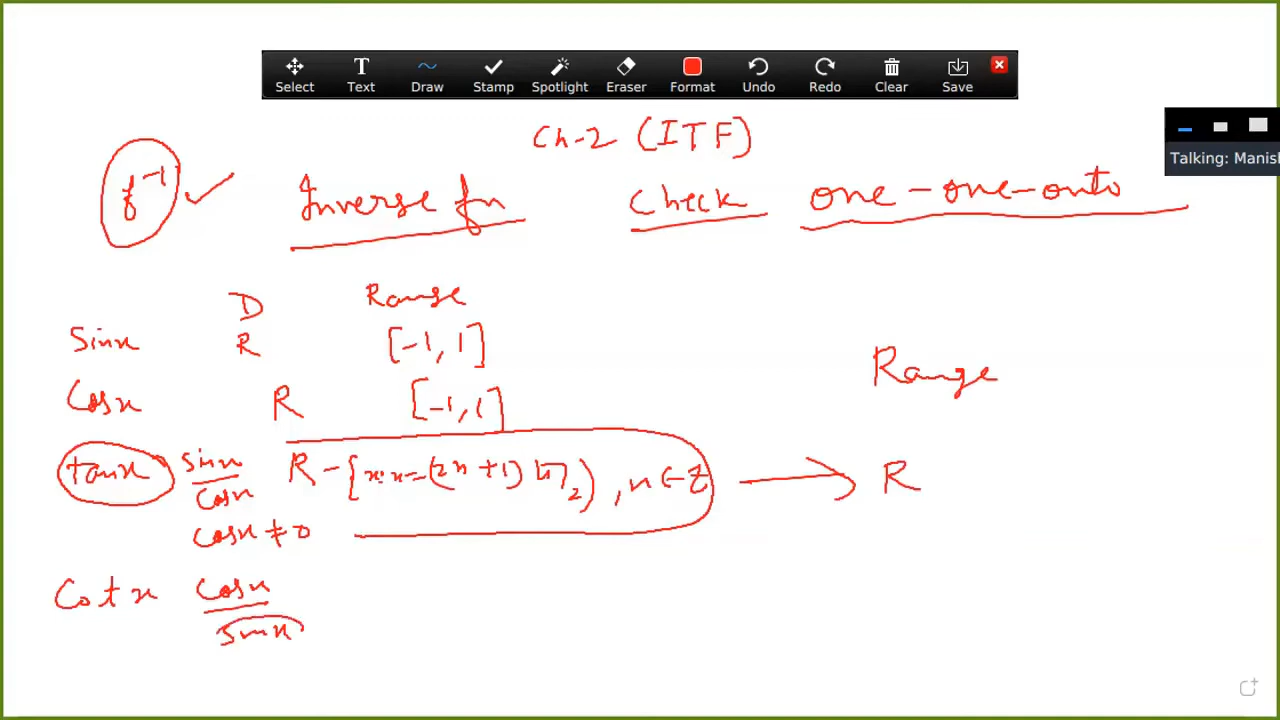 Select Text Draw Stamp Spotlight Eraser Format Undo Redo Clear Save
Talking: Manish
Ch-2 (ITF)
f⁻¹ ✓ Inverse fn Check one-one-onto
D Range
Sinx R [-1, 1]
Range
Cosx R [-1, 1]
tanx sinx/cosx R - {x: x = (2n+1) π/2}, n ∈ Z → R
cosx ≠ 0
Cotx cosx/sinx